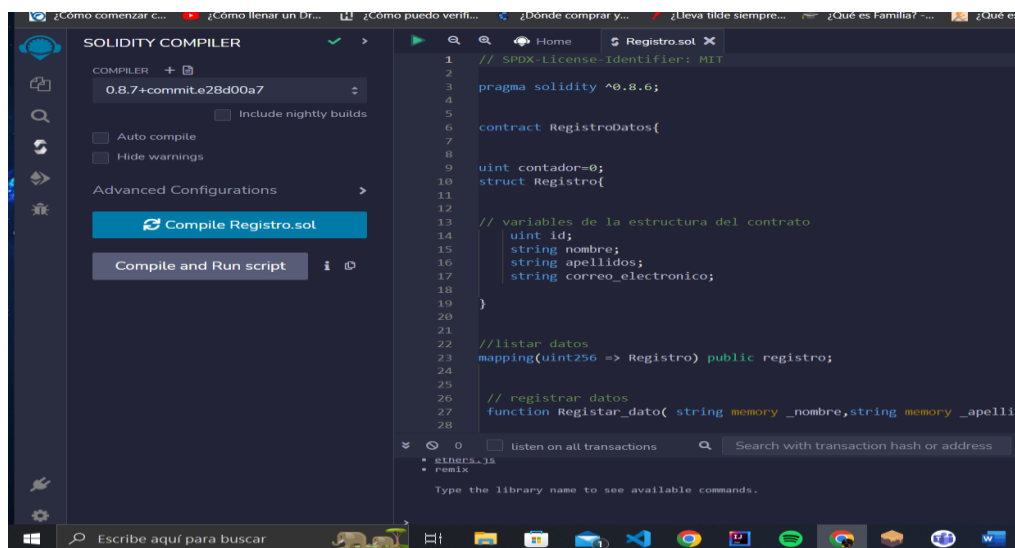 ¿Cómo comenzar c... ¿Cómo llenar un Dr... ¿Cómo puedo verifi... ¿Dónde comprar y... ¿Lleva tilde siempre... ¿Qué es Familia? -... ¿Qué es
SOLIDITY COMPILER
COMPILER
0.8.7+commit.e28d00a7
Include nightly builds
Auto compile
Hide warnings
Advanced Configurations
Compile Registro.sol
Compile and Run script
Home Registro.sol
1 // SPDX-License-Identifier: MIT
2
3 pragma solidity ^0.8.6;
4
5
6 contract RegistroDatos{
7
8
9 uint contador=0;
10 struct Registro{
11
12
13 // variables de la estructura del contrato
14 uint id;
15 string nombre;
16 string apellidos;
17 string correo_electronico;
18
19 }
20
21
22 //listar datos
23 mapping(uint256 => Registro) public registro;
24
25
26 // registrar datos
27 function Registar_dato( string memory _nombre,string memory _apelli
28
0 listen on all transactions Search with transaction hash or address
• ethers.js
• remix
Type the library name to see available commands.
>
Escribe aquí para buscar